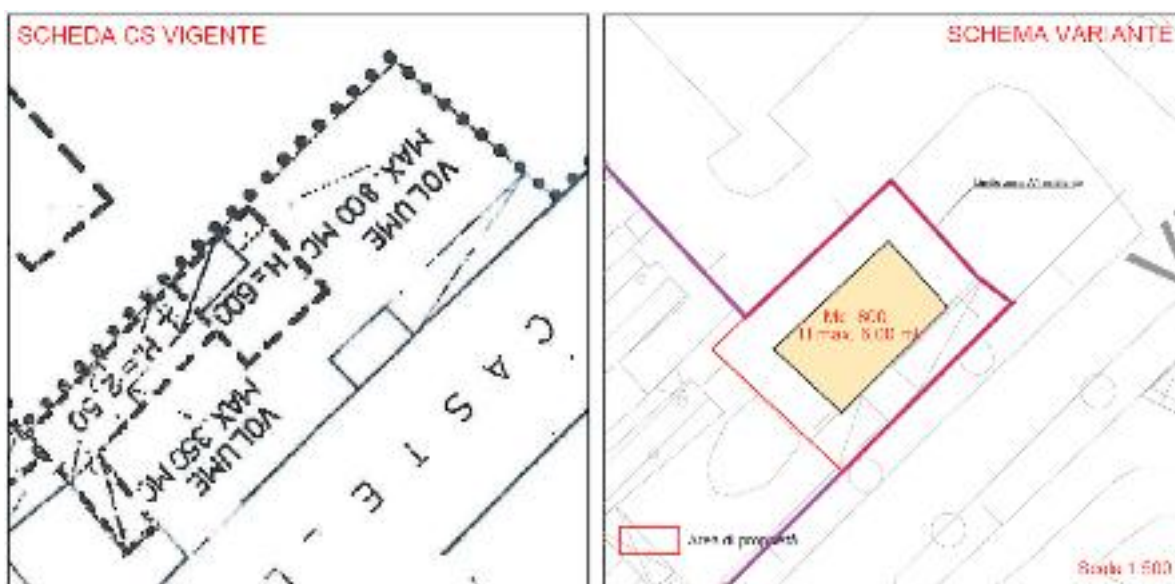 SCHEDA CS VIGENTE
VOLUME
MAX 800 MC
H=600
H=2,50
VOLUME
MAX 350 MC
CASTEL
SCHEMA VARIANTE
Mc 800
H max. 6.00 ml
Area di proprietà
Scala 1:500